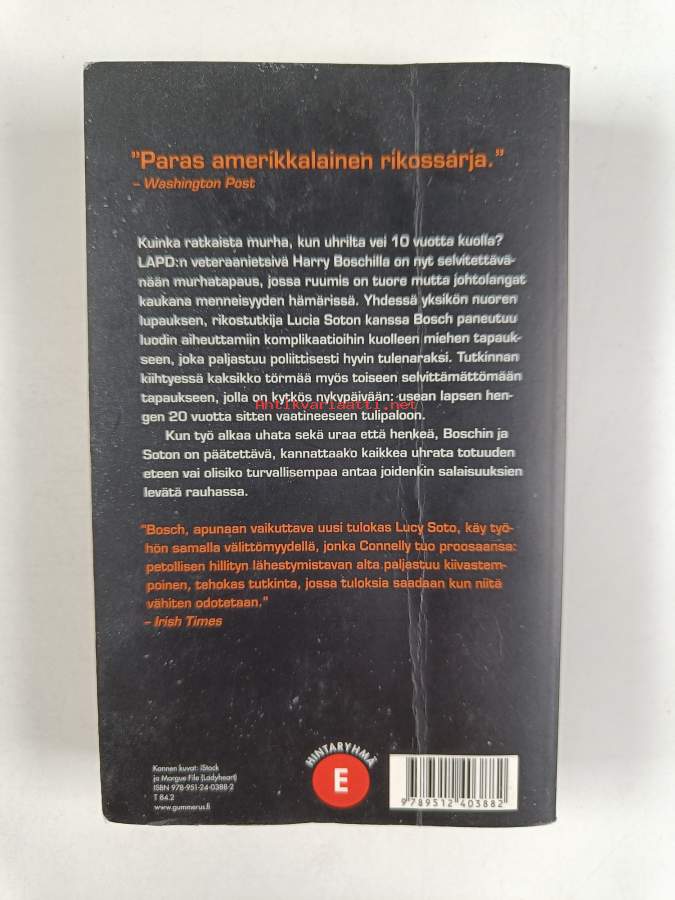 "Paras amerikkalainen rikossarja."
– Washington Post
Kuinka ratkaista murha, kun uhrilta vei 10 vuotta kuolla?
LAPD:n veteraanietsivä Harry Boschilla on nyt selvitettävä-
nään murhatapaus, jossa ruumis on tuore mutta johtolangat
kaukana menneisyyden hämärissä. Yhdessä yksikön nuoren
lupauksen, rikostutkija Lucia Soton kanssa Bosch paneutuu
luodin aiheuttamiin komplikaatioihin kuolleen miehen tapauk-
seen, joka paljastuu poliittisesti hyvin tulenaraksi. Tutkinnan
kiihtyessä kaksikko törmää myös toiseen selvittämättömään
tapaukseen, jolla on kytkös nykypäivään: usean lapsen hen-
Antikvariaatti.net
gen 20 vuotta sitten vaatineeseen tulipaloon.
Kun työ alkaa uhata sekä uraa että henkeä, Boschin ja
Soton on päätettävä, kannattaako kaikkea uhrata totuuden
eteen vai olisiko turvallisempaa antaa joidenkin salaisuuksien
levätä rauhassa.
"Bosch, apunaan vaikuttava uusi tulokas Lucy Soto, käy työ-
hön samalla välittömyydellä, jonka Connelly tuo proosaansa:
petollisen hillityn lähestymistavan alta paljastuu kiivastem-
poinen, tehokas tutkinta, jossa tuloksia saadaan kun niitä
vähiten odotetaan."
– Irish Times
Kannen kuvat: iStock
ja Morgue File (Ladyheart)
ISBN 978-951-24-0388-2
T 84.2
www.gummerus.fi
HINTARYHMÄ
E
9 789512 403882